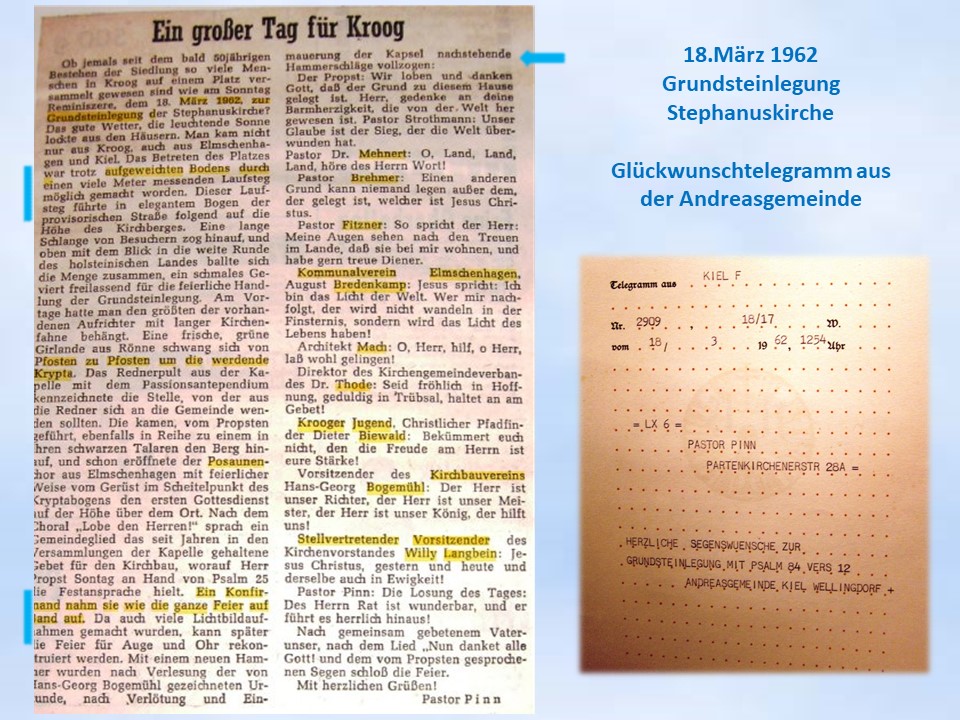 Ein großer Tag für Kroog
Ob jemals seit dem bald 50jährigen
Bestehen der Siedlung so viele Men-
schen in Kroog auf einem Platz ver-
sammelt gewesen sind wie am Sonntag
Reminiszere, dem 18. März 1962, zur
Grundsteinlegung der Stephanuskirche?
Das gute Wetter, die leuchtende Sonne
lockte aus den Häusern. Man kam nicht
nur aus Kroog, auch aus Elmschenha-
gen und Kiel. Das Betreten des Platzes
war trotz aufgeweichten Bodens durch
einen viele Meter messenden Laufsteg
möglich gemacht worden. Dieser Lauf-
steg führte in elegantem Bogen der
provisorischen Straße folgend auf die
Höhe des Kirchberges. Eine lange
Schlange von Besuchern zog hinauf, und
oben mit dem Blick in die weite Runde
des holsteinischen Landes ballte sich
die Menge zusammen, ein schmales Ge-
viert freilassend für die feierliche Hand-
lung der Grundsteinlegung. Am Vor-
tage hatte man den größten der vorhan-
denen Aufrichter mit langer Kirchen-
fahne behängt. Eine frische, grüne
Girlande aus Rönne schwang sich von
Pfosten zu Pfosten um die werdende
Krypta. Das Rednerpult aus der Ka-
pelle mit dem Passionsantependium
kennzeichnete die Stelle, von der aus
die Redner sich an die Gemeinde wen-
den sollten. Die kamen, vom Propsten
geführt, ebenfalls in Reihe zu einem in
ihren schwarzen Talaren den Berg hin-
auf, und schon eröffnete der Posaunen-
chor aus Elmschenhagen mit feierlicher
Weise vom Gerüst im Scheitelpunkt des
Kryptabogens den ersten Gottesdienst
auf der Höhe über dem Ort. Nach dem
Choral „Lobe den Herren!" sprach ein
Gemeindeglied das seit Jahren in den
Versammlungen der Kapelle gehaltene
Gebet für den Kirchbau, worauf Herr
Propst Sontag an Hand von Psalm 25
die Festansprache hielt. Ein Konfir-
mand nahm sie wie die ganze Feier auf
Band auf. Da auch viele Lichtbildauf-
nahmen gemacht wurden, kann später
die Feier für Auge und Ohr rekon-
struiert werden. Mit einem neuen Ham-
mer wurden nach Verlesung der von
Hans-Georg Bogemühl gezeichneten Ur-
kunde, nach Verlötung und Ein-
mauerung der Kapsel nachstehende
Hammerschläge vollzogen:
Der Propst: Wir loben und danken
Gott, daß der Grund zu diesem Hause
gelegt ist. Herr, gedenke an deine
Barmherzigkeit, die von der Welt her
gewesen ist. Pastor Strothmann: Unser
Glaube ist der Sieg, der die Welt über-
wunden hat.
Pastor Dr. Mehnert: O, Land, Land,
Land, höre des Herren Wort!
Pastor Brehmer: Einen anderen
Grund kann niemand legen außer dem,
der gelegt ist, welcher ist Jesus Chri-
stus.
Pastor Fitzner: So spricht der Herr:
Meine Augen sehen nach den Treuen
im Lande, daß sie bei mir wohnen, und
habe gern treue Diener.
Kommunalverein Elmschenhagen,
August Bredenkamp: Jesus spricht: Ich
bin das Licht der Welt. Wer mir nach-
folgt, der wird nicht wandeln in der
Finsternis, sondern wird das Licht des
Lebens haben!
Architekt Mach: O, Herr, hilf, o Herr,
laß wohl gelingen!
Direktor des Kirchengemeindeverban-
des Dr. Thode: Seid fröhlich in Hoff-
nung, geduldig in Trübsal, haltet an am
Gebet!
Krooger Jugend, Christlicher Pfadfin-
der Dieter Biewald: Bekümmert euch
nicht, den die Freude am Herrn ist
eure Stärke!
Vorsitzender des Kirchbauvereins
Hans-Georg Bogemühl: Der Herr ist
unser Richter, der Herr ist unser Mei-
ster, der Herr ist unser König, der hilft
uns!
Stellvertretender Vorsitzender des
Kirchenvorstandes Willy Langbein: Je-
sus Christus, gestern und heute und
derselbe auch in Ewigkeit!
Pastor Pinn: Die Losung des Tages:
Des Herrn Rat ist wunderbar, und er
führt es herrlich hinaus!
Nach gemeinsam gebetenem Vater-
unser, nach dem Lied „Nun danket alle
Gott! und dem vom Propsten gesproche-
nen Segen schloß die Feier.
Mit herzlichen Grüßen!
Pastor Pinn
18.März 1962
Grundsteinlegung
Stephanuskirche
Glückwunschtelegramm aus
der Andreasgemeinde
Telegramm aus KIEL F
Nr. 2909 , 18/17 W.
vom 18/ 3 1962, 1254 Uhr
= LX 6 =
PASTOR PINN
PARTENKIRCHENERSTR 28A =
HERZLICHE SEGENSWUENSCHE ZUR
GRUNDSTEINLEGUNG MIT PSALM 84 VERS 12
ANDREASGEMEINDE KIEL WELLINGDORF +